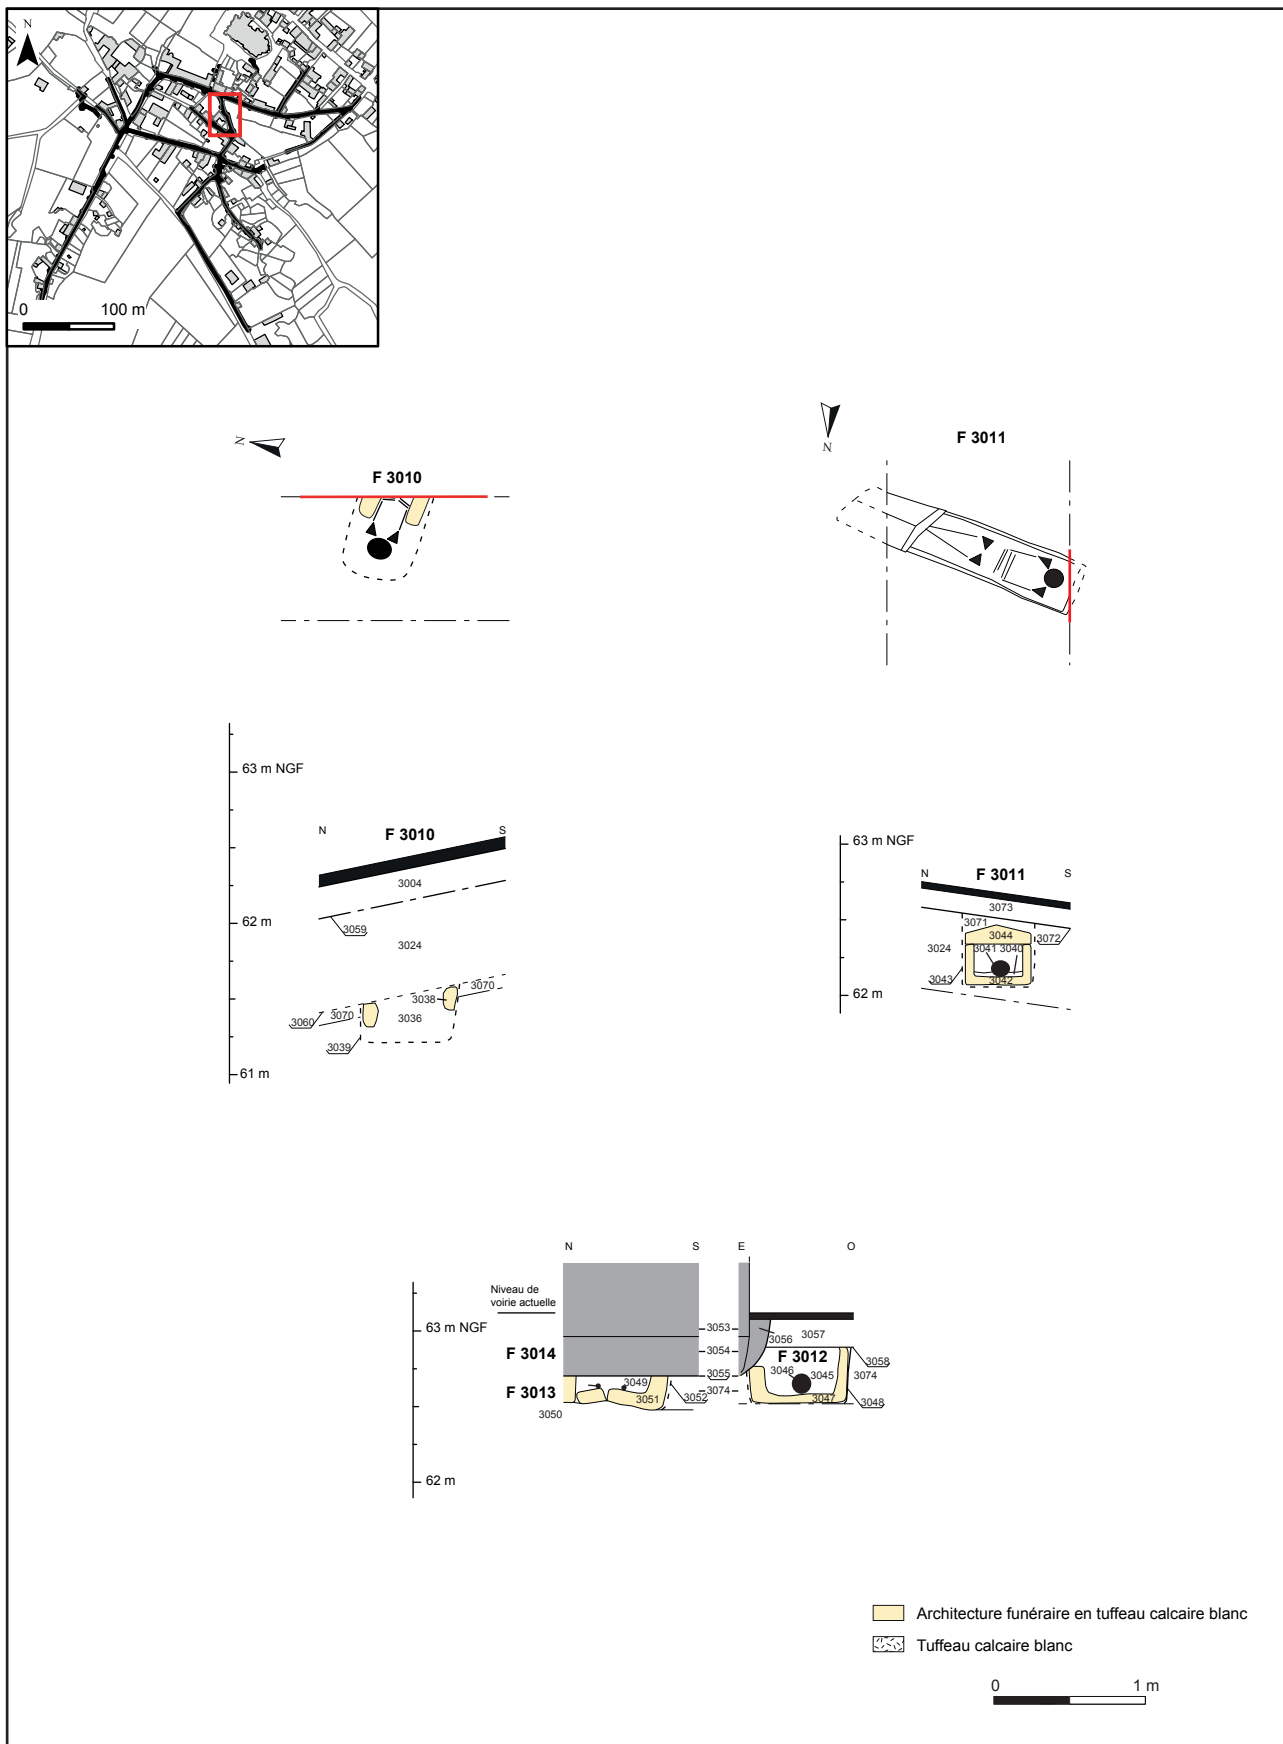 N
0 100 m
N
F 3010
N
F 3011
63 m NGF
N F 3010 S
3004
62 m
3059
3024
3070
3038
3060 3070 3036
3039
61 m
63 m NGF
N F 3011 S
3073
3071
3044 3072
3024 3041 3040
3043 3042
62 m
N S E O
Niveau de
voirie actuelle
63 m NGF
3053 3056 3057
F 3014 3054 F 3012 3058
3055
3049 3046 3045 3074
F 3013 3051 3052 3074 3047 3048
3050
62 m
Architecture funéraire en tuffeau calcaire blanc
Tuffeau calcaire blanc
0 1 m